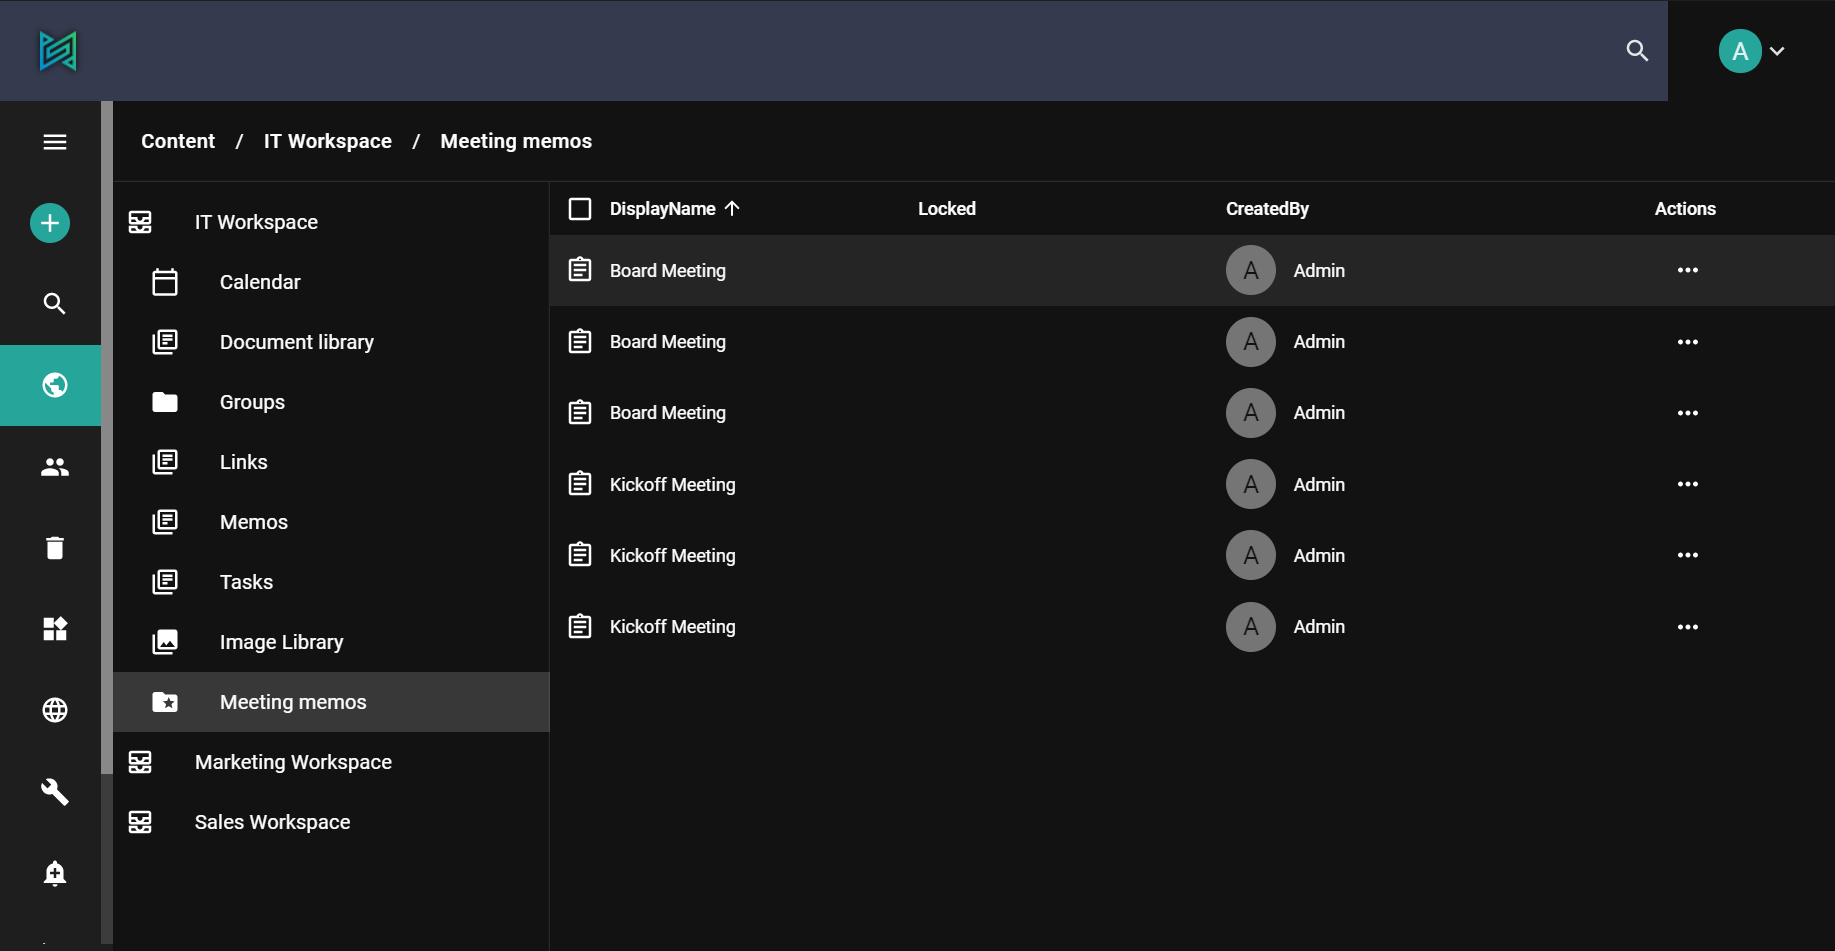 A
Content / IT Workspace / Meeting memos
IT Workspace
Calendar
Document library
Groups
Links
Memos
Tasks
Image Library
Meeting memos
Marketing Workspace
Sales Workspace
DisplayName Locked CreatedBy Actions
Board Meeting A Admin
Board Meeting A Admin
Board Meeting A Admin
Kickoff Meeting A Admin
Kickoff Meeting A Admin
Kickoff Meeting A Admin